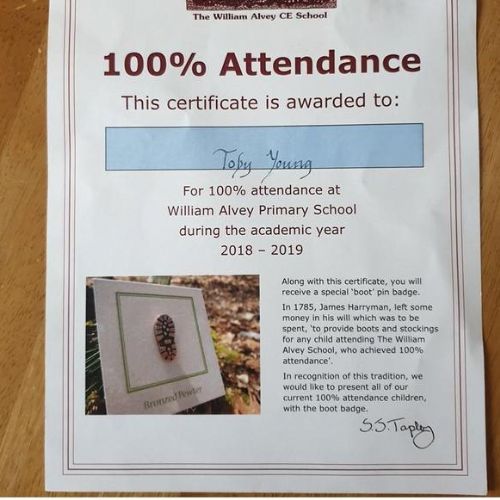 The William Alvey CE School
100% Attendance
This certificate is awarded to:
Toby Young
For 100% attendance at
William Alvey Primary School
during the academic year
2018 – 2019
Along with this certificate, you will
receive a special 'boot' pin badge.
In 1785, James Harryman, left some
money in his will which was to be
spent, 'to provide boots and stockings
for any child attending The William
Alvey School, who achieved 100%
attendance'.
In recognition of this tradition, we
would like to present all of our
current 100% attendance children,
with the boot badge.
Bronzed Pewter
S.S. Tapley